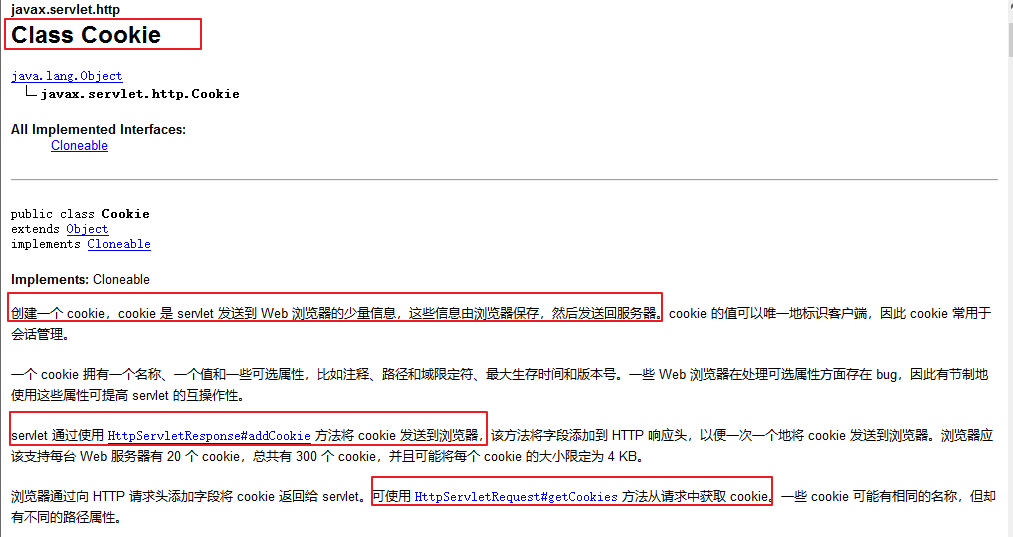 javax.servlet.http
Class Cookie
java.lang.Object
javax.servlet.http.Cookie
All Implemented Interfaces:
Cloneable
public class Cookie
extends Object
implements Cloneable
Implements: Cloneable
创建一个 cookie，cookie 是 servlet 发送到 Web 浏览器的少量信息，这些信息由浏览器保存，然后发送回服务器。cookie 的值可以唯一地标识客户端，因此 cookie 常用于
会话管理。
一个 cookie 拥有一个名称、一个值和一些可选属性，比如注释、路径和域限定符、最大生存时间和版本号。一些 Web 浏览器在处理可选属性方面存在 bug，因此有节制地
使用这些属性可提高 servlet 的互操作性。
servlet 通过使用 HttpServletResponse#addCookie 方法将 cookie 发送到浏览器，该方法将字段添加到 HTTP 响应头，以便一次一个地将 cookie 发送到浏览器。浏览器应
该支持每台 Web 服务器有 20 个 cookie，总共有 300 个 cookie，并且可能将每个 cookie 的大小限定为 4 KB。
浏览器通过向 HTTP 请求头添加字段将 cookie 返回给 servlet。可使用 HttpServletRequest#getCookies 方法从请求中获取 cookie。一些 cookie 可能有相同的名称，但却
有不同的路径属性。